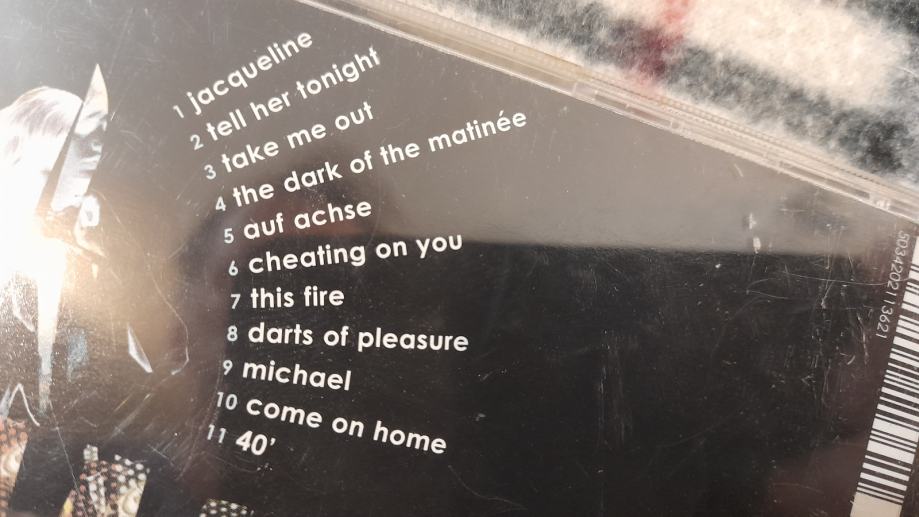 1 jacqueline
2 tell her tonight
3 take me out
4 the dark of the matinée
5 auf achse
6 cheating on you
7 this fire
8 darts of pleasure
9 michael
10 come on home
11 40'
5034202113621